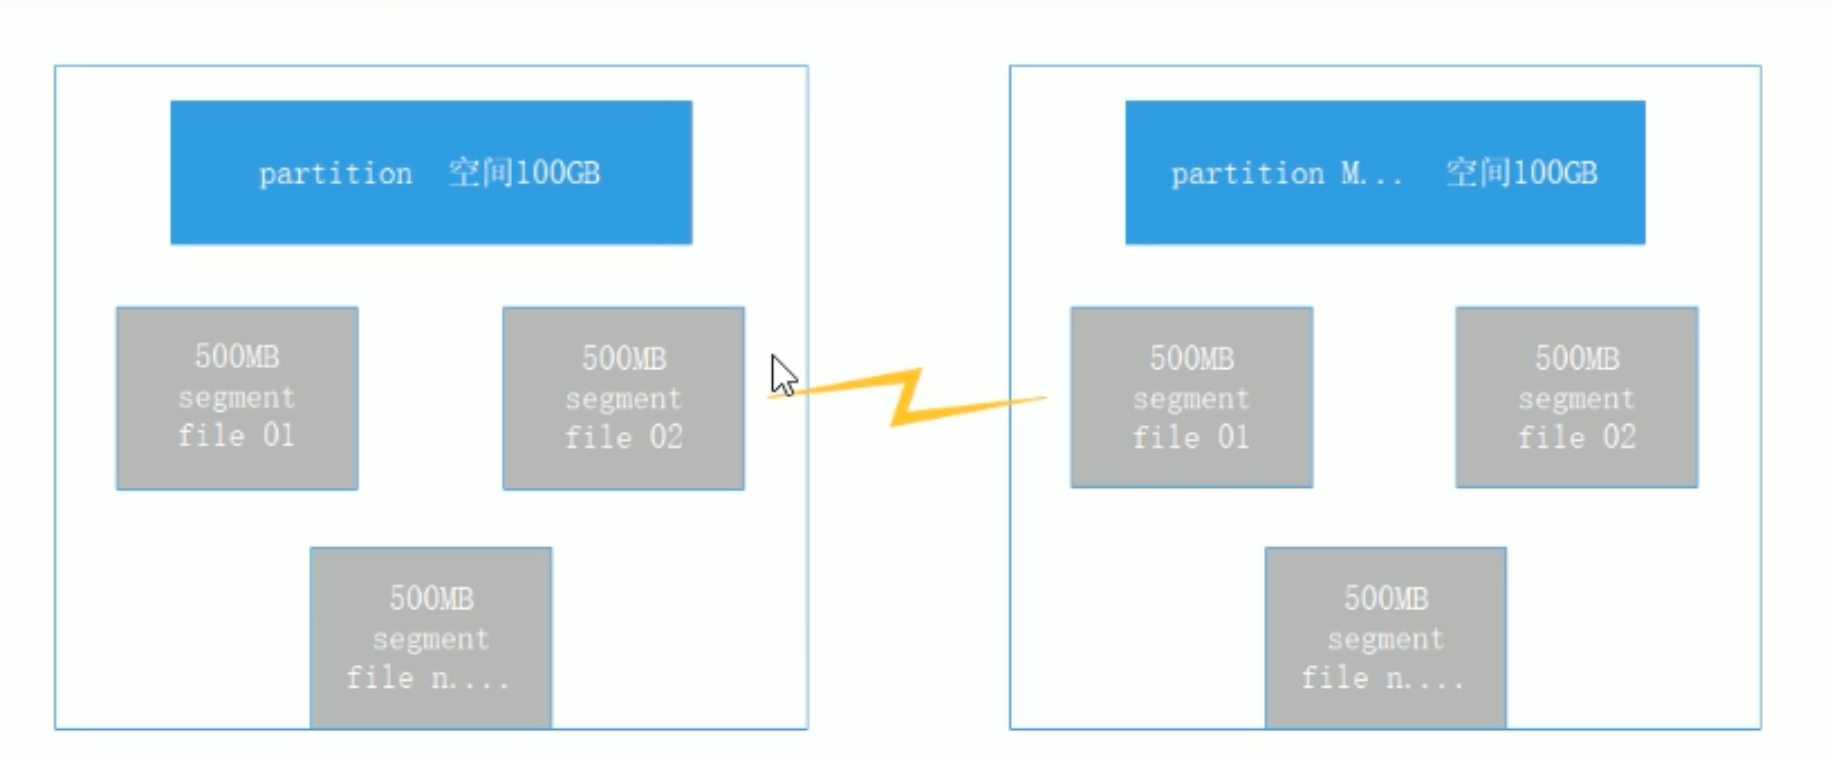 partition 空间100GB
500MB
segment
file 01
500MB
segment
file 02
500MB
segment
file n....
partition M... 空间100GB
500MB
segment
file 01
500MB
segment
file 02
500MB
segment
file n....